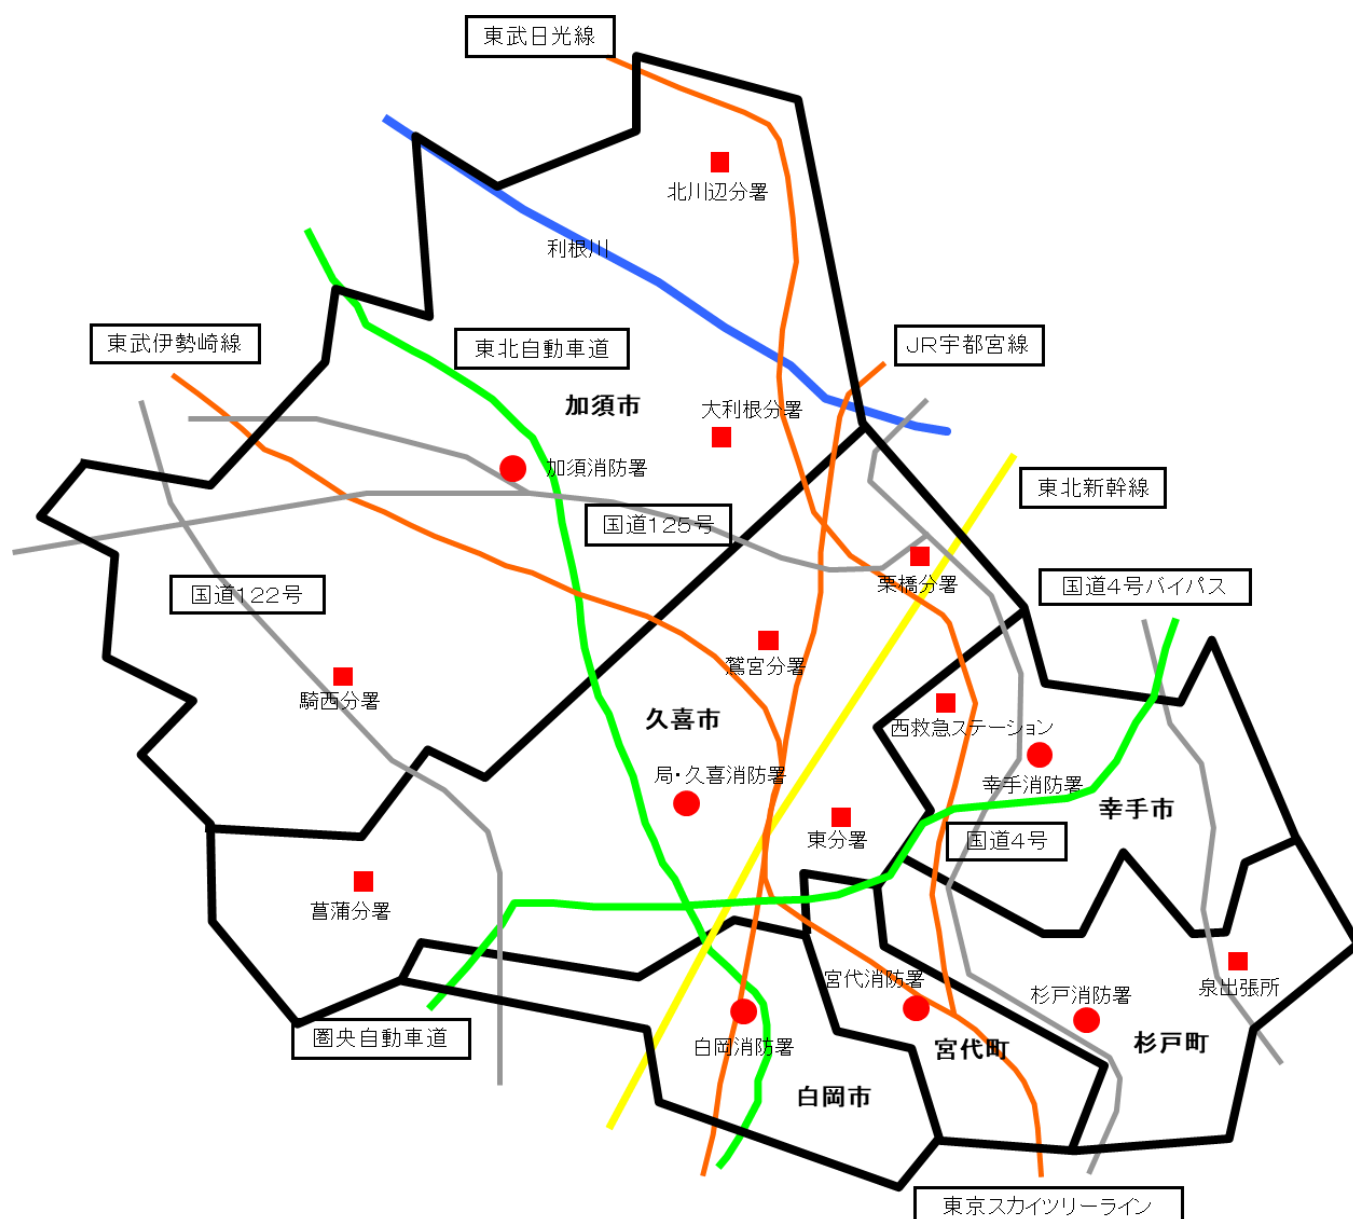 東武日光線
北川辺分署
利根川
東武伊勢崎線
東北自動車道
JR宇都宮線
加須市
大利根分署
加須消防署
東北新幹線
国道125号
栗橋分署
国道122号
国道4号バイパス
鷲宮分署
騎西分署
久喜市
西救急ステーション
幸手消防署
局・久喜消防署
幸手市
東分署
国道4号
菖蒲分署
宮代消防署
杉戸消防署
泉出張所
圏央自動車道
白岡消防署
宮代町
杉戸町
白岡市
東京スカイツリーライン